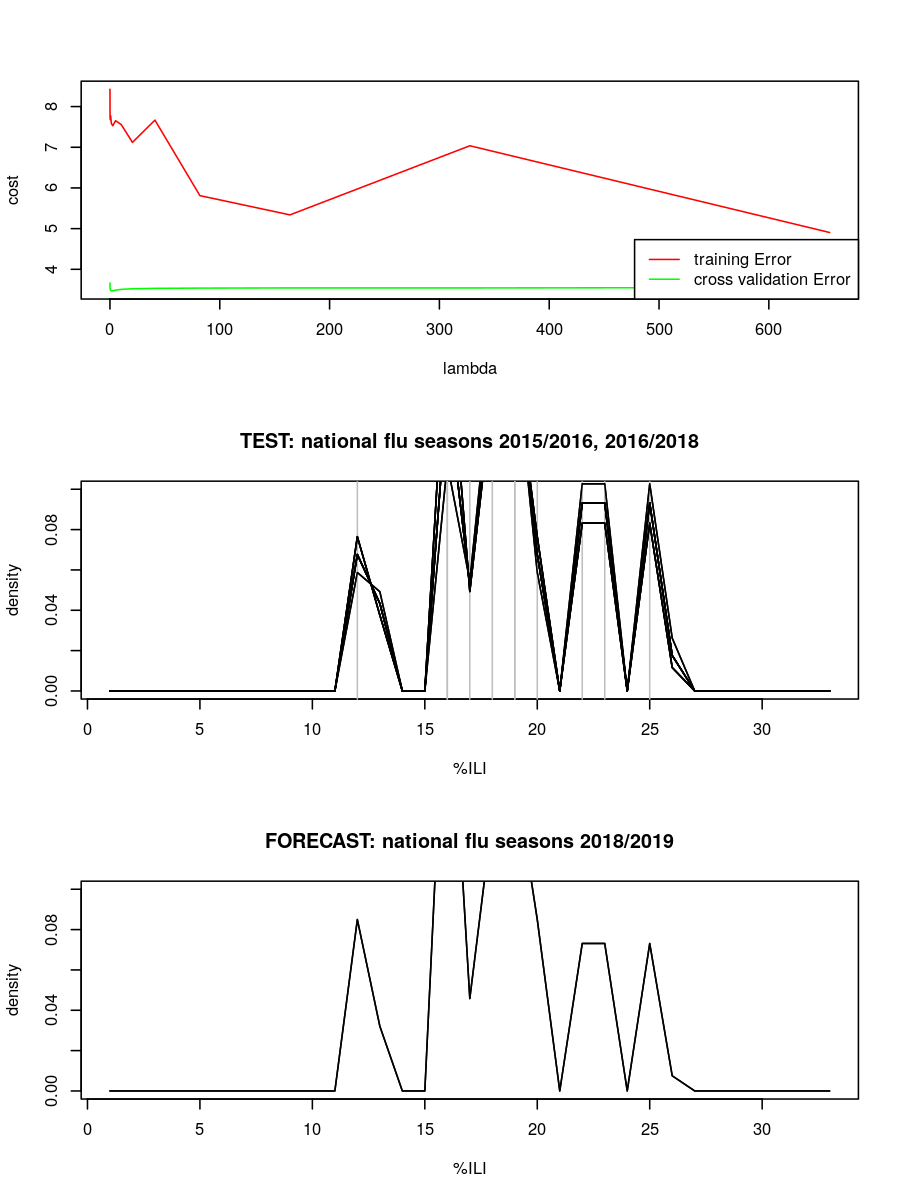 8
7
6
5
4
cost
training Error
cross validation Error
0 100 200 300 400 500 600
lambda
TEST: national flu seasons 2015/2016, 2016/2018
0.08
0.04
0.00
density
0 5 10 15 20 25 30
%ILI
FORECAST: national flu seasons 2018/2019
0.08
0.04
0.00
density
0 5 10 15 20 25 30
%ILI